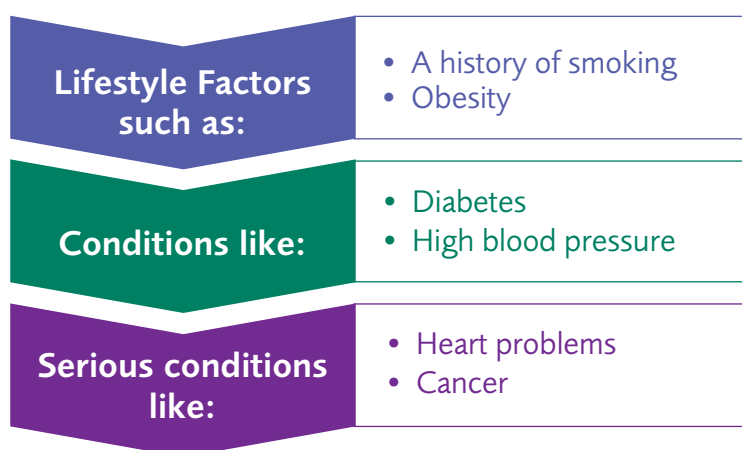 Lifestyle Factors
such as:
• A history of smoking
• Obesity
Conditions like:
• Diabetes
• High blood pressure
Serious conditions
like:
• Heart problems
• Cancer